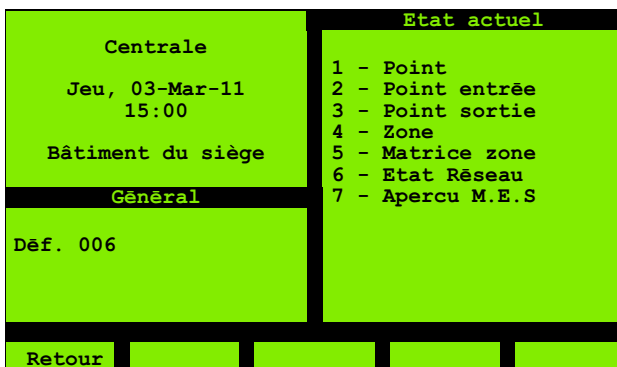 Centrale
Jeu, 03-Mar-11
15:00
Bâtiment du siège
Gēnēral
Dēf. 006
Etat actuel
1 - Point
2 - Point entrēe
3 - Point sortie
4 - Zone
5 - Matrice zone
6 - Etat Rēseau
7 - Apercu M.E.S
Retour